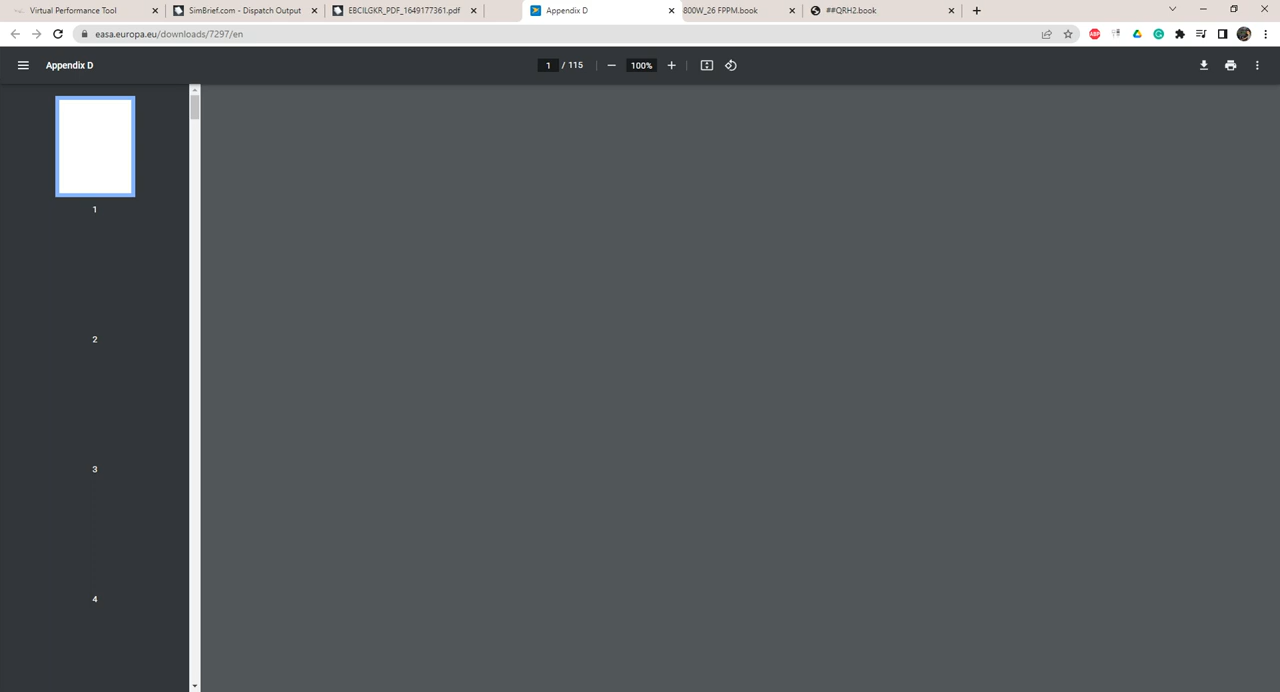 Virtual Performance Tool
SimBrief.com - Dispatch Output
EBCILGKR_PDF_1649177361.pdf
Appendix D
800W_26 FPPM.book
##QRH2.book
easa.europa.eu/downloads/7297/en
ABP
Appendix D
1 / 115
100%
1
2
3
4